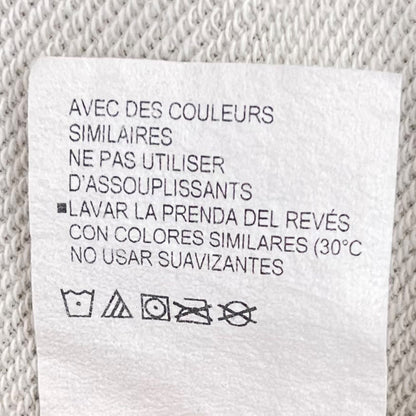 AVEC DES COULEURS
SIMILAIRES
NE PAS UTILISER
D'ASSOUPLISSANTS
■LAVAR LA PRENDA DEL REVÉS
CON COLORES SIMILARES (30°C
NO USAR SUAVIZANTES